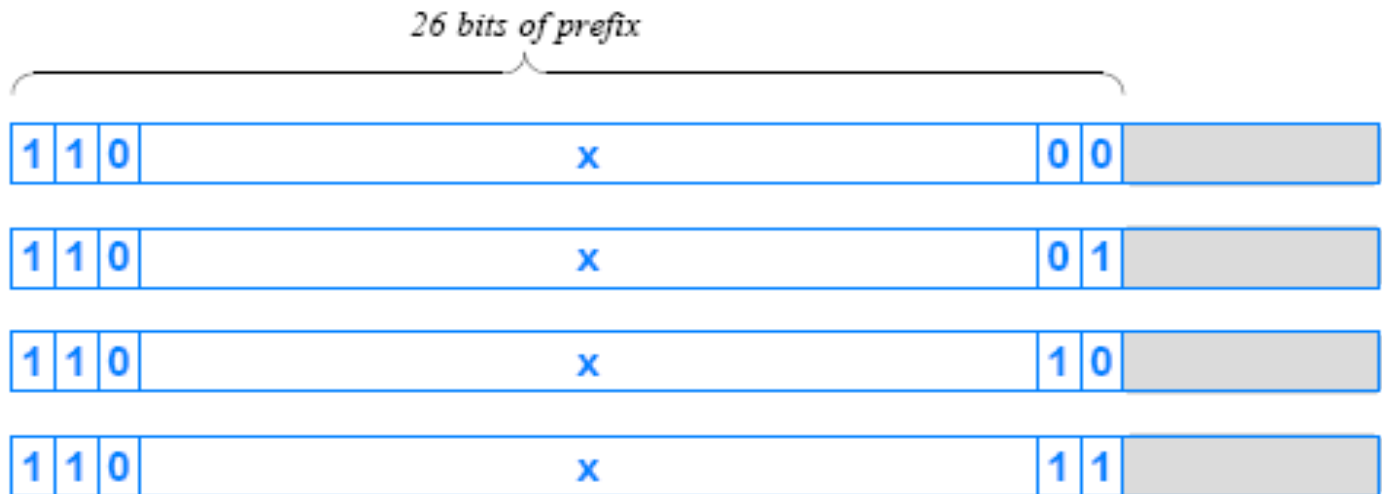 26 bits of prefix
1 1 0 x 0 0
1 1 0 x 0 1
1 1 0 x 1 0
1 1 0 x 1 1